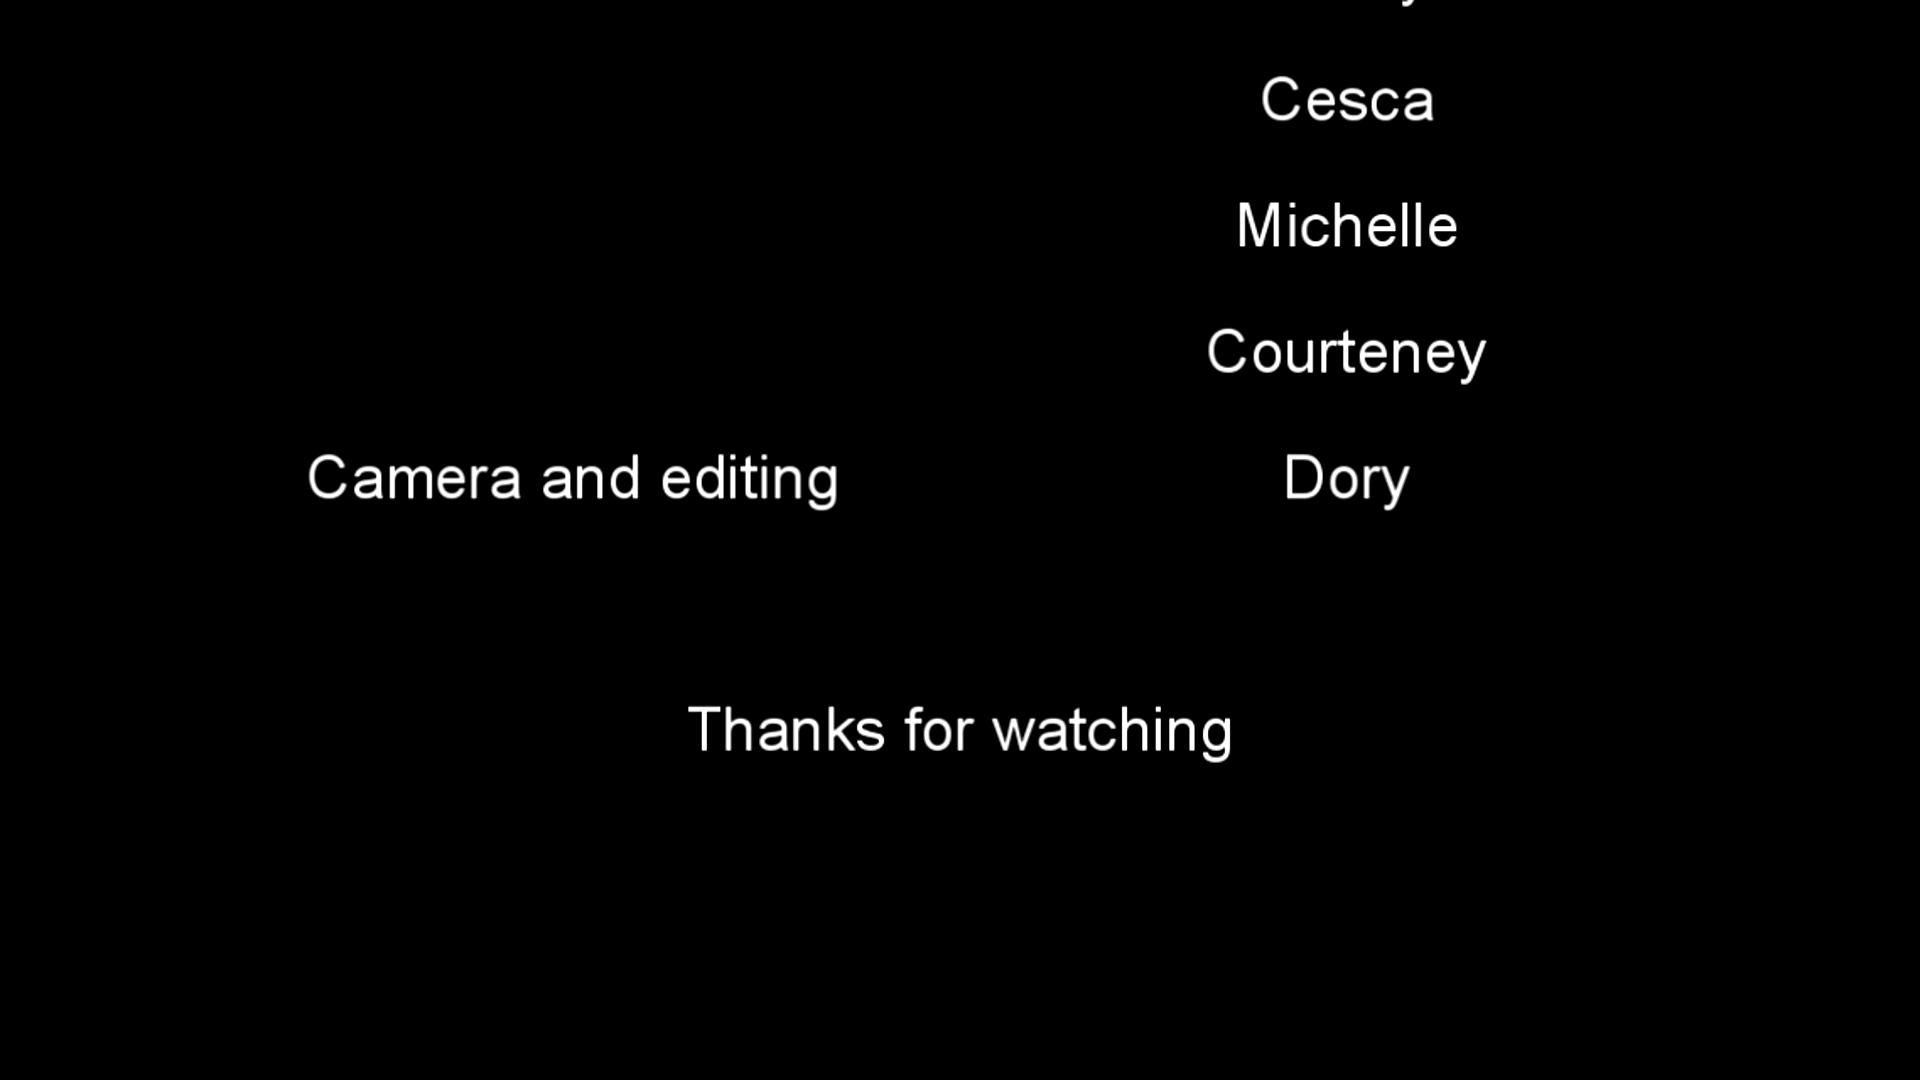 Cesca
Michelle
Courteney
Camera and editing Dory
Thanks for watching